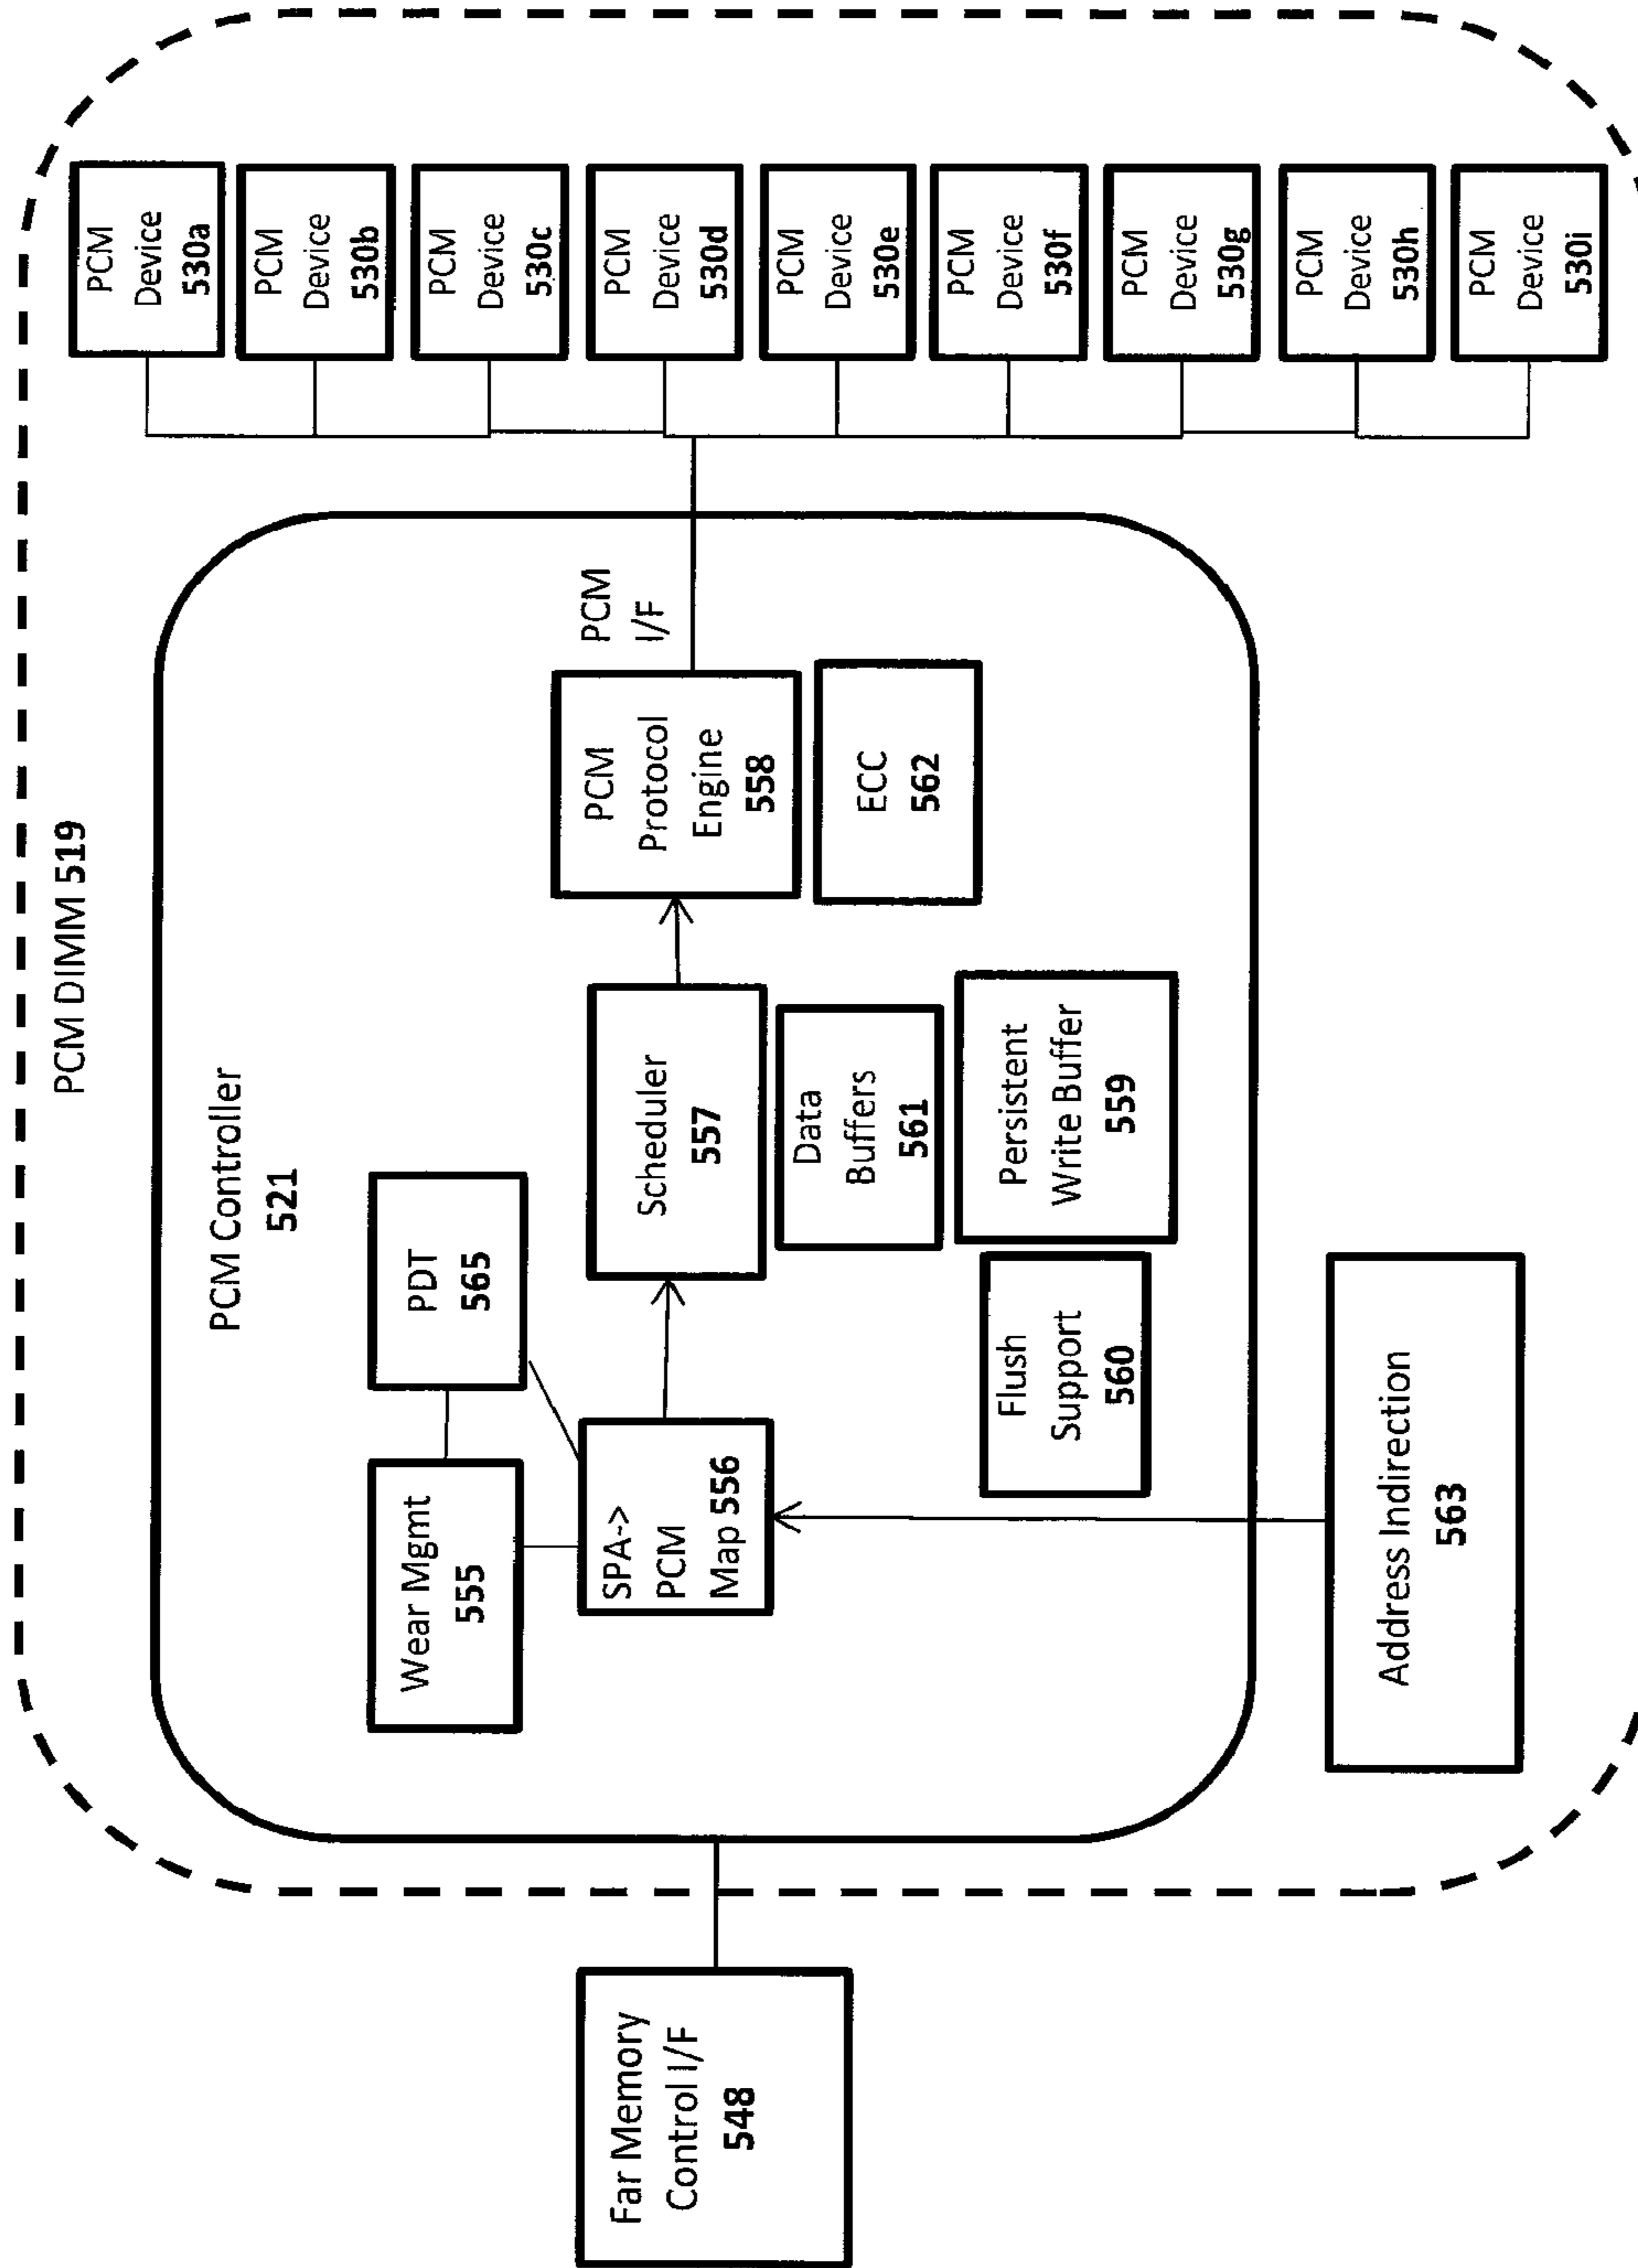 PCM DIMM 519
PCM Controller
521
Far Memory
Control I/F
548
Wear Mgmt
555
PDT
565
SPA->
PCM
Map 556
Scheduler
557
PCM
Protocol
Engine
558
PCM
I/F
Data
Buffers
561
ECC
562
Flush
Support
560
Persistent
Write Buffer
559
Address Indirection
563
PCM
Device
530a
PCM
Device
530b
PCM
Device
530c
PCM
Device
530d
PCM
Device
530e
PCM
Device
530f
PCM
Device
530g
PCM
Device
530h
PCM
Device
530i